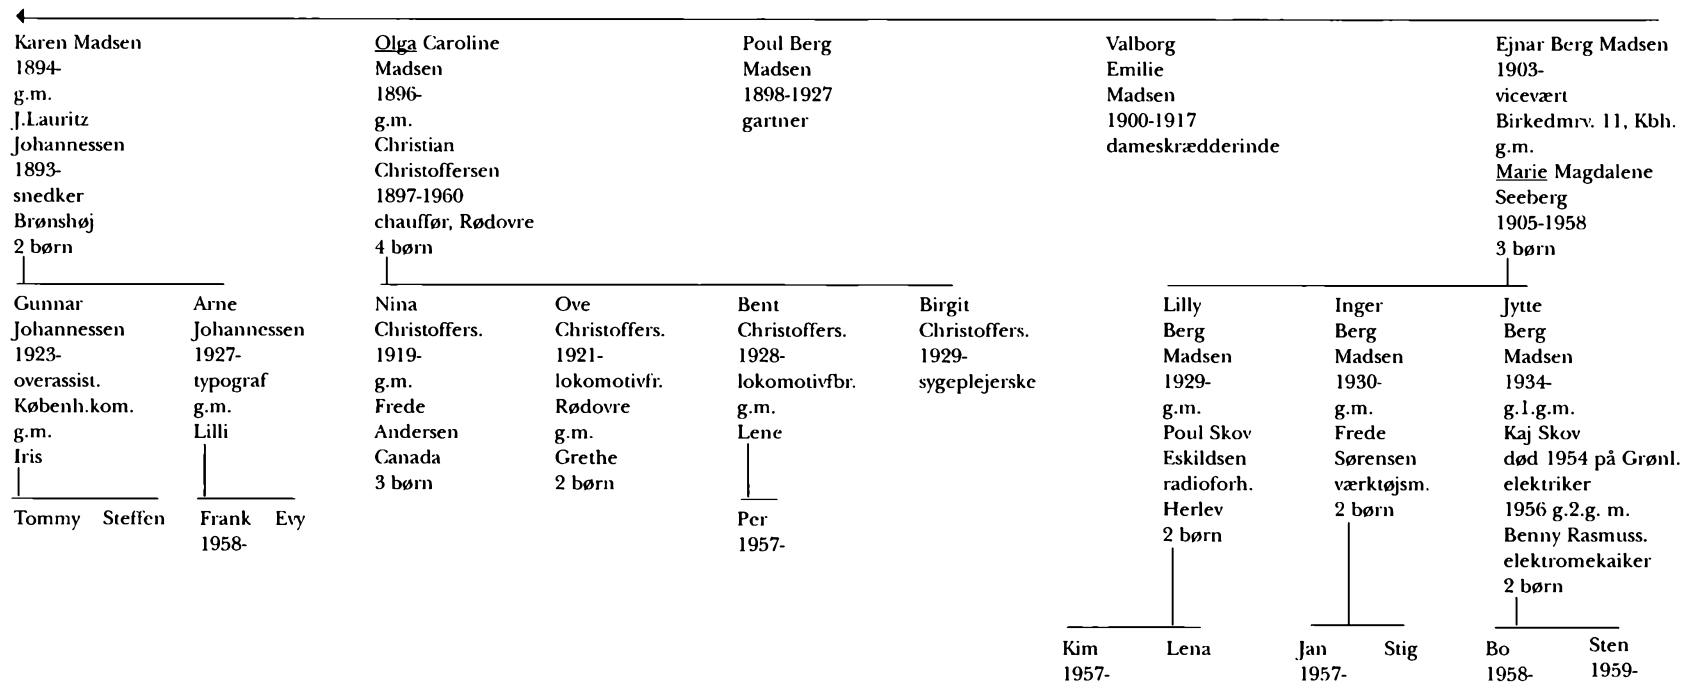 Karen Madsen
1894-
g.m.
J.Lauritz
Johannessen
1893-
snedker
Brønshøj
2 børn
Olga Caroline
Madsen
1896-
g.m.
Christian
Christoffersen
1897-1960
chauffør, Rødovre
4 børn
Poul Berg
Madsen
1898-1927
gartner
Valborg
Emilie
Madsen
1900-1917
dameskrædderinde
Ejnar Berg Madsen
1903-
vicevært
Birkedmrv. 11, Kbh.
g.m.
Marie Magdalene
Seeberg
1905-1958
3 børn
Gunnar
Johannessen
1923-
overassist.
Københ.kom.
g.m.
Iris
Arne
Johannessen
1927-
typograf
g.m.
Lilli
Nina
Christoffers.
1919-
g.m.
Frede
Andersen
Canada
3 børn
Ove
Christoffers.
1921-
lokomotivfr.
Rødovre
g.m.
Grethe
2 børn
Bent
Christoffers.
1928-
lokomotivfbr.
g.m.
Lene
Birgit
Christoffers.
1929-
sygeplejerske
Lilly
Berg
Madsen
1929-
g.m.
Poul Skov
Eskildsen
radioforh.
Herlev
2 børn
Inger
Berg
Madsen
1930-
g.m.
Frede
Sørensen
værktøjsm.
2 børn
Jytte
Berg
Madsen
1934-
g.1.g.m.
Kaj Skov
død 1954 på Grønl.
elektriker
1956 g.2.g. m.
Benny Rasmuss.
elektromekaiker
2 børn
Tommy Steffen
Frank Evy
1958-
Per
1957-
Kim Lena
1957-
Jan Stig
1957-
Bo Sten
1958- 1959-